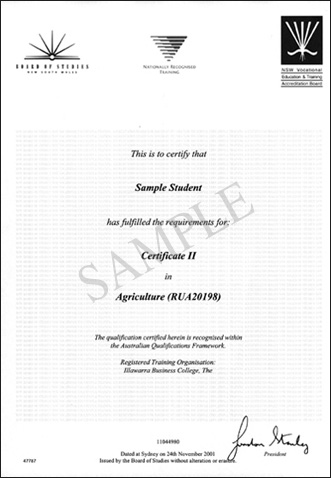 BOARD OF STUDIES
NEW SOUTH WALES
NATIONALLY RECOGNISED
TRAINING
NSW Vocational
Education & Training
Accreditation Board
This is to certify that
Sample Student
has fulfilled the requirements for:
Certificate II
in
Agriculture (RUA20198)
SAMPLE
The qualification certified herein is recognised within
the Australian Qualifications Framework.
Registered Training Organisation:
Illawarra Business College, The
11044980
Gordon Stanley
President
Dated at Sydney on 24th November 2001
47767
Issued by the Board of Studies without alteration or erasure.